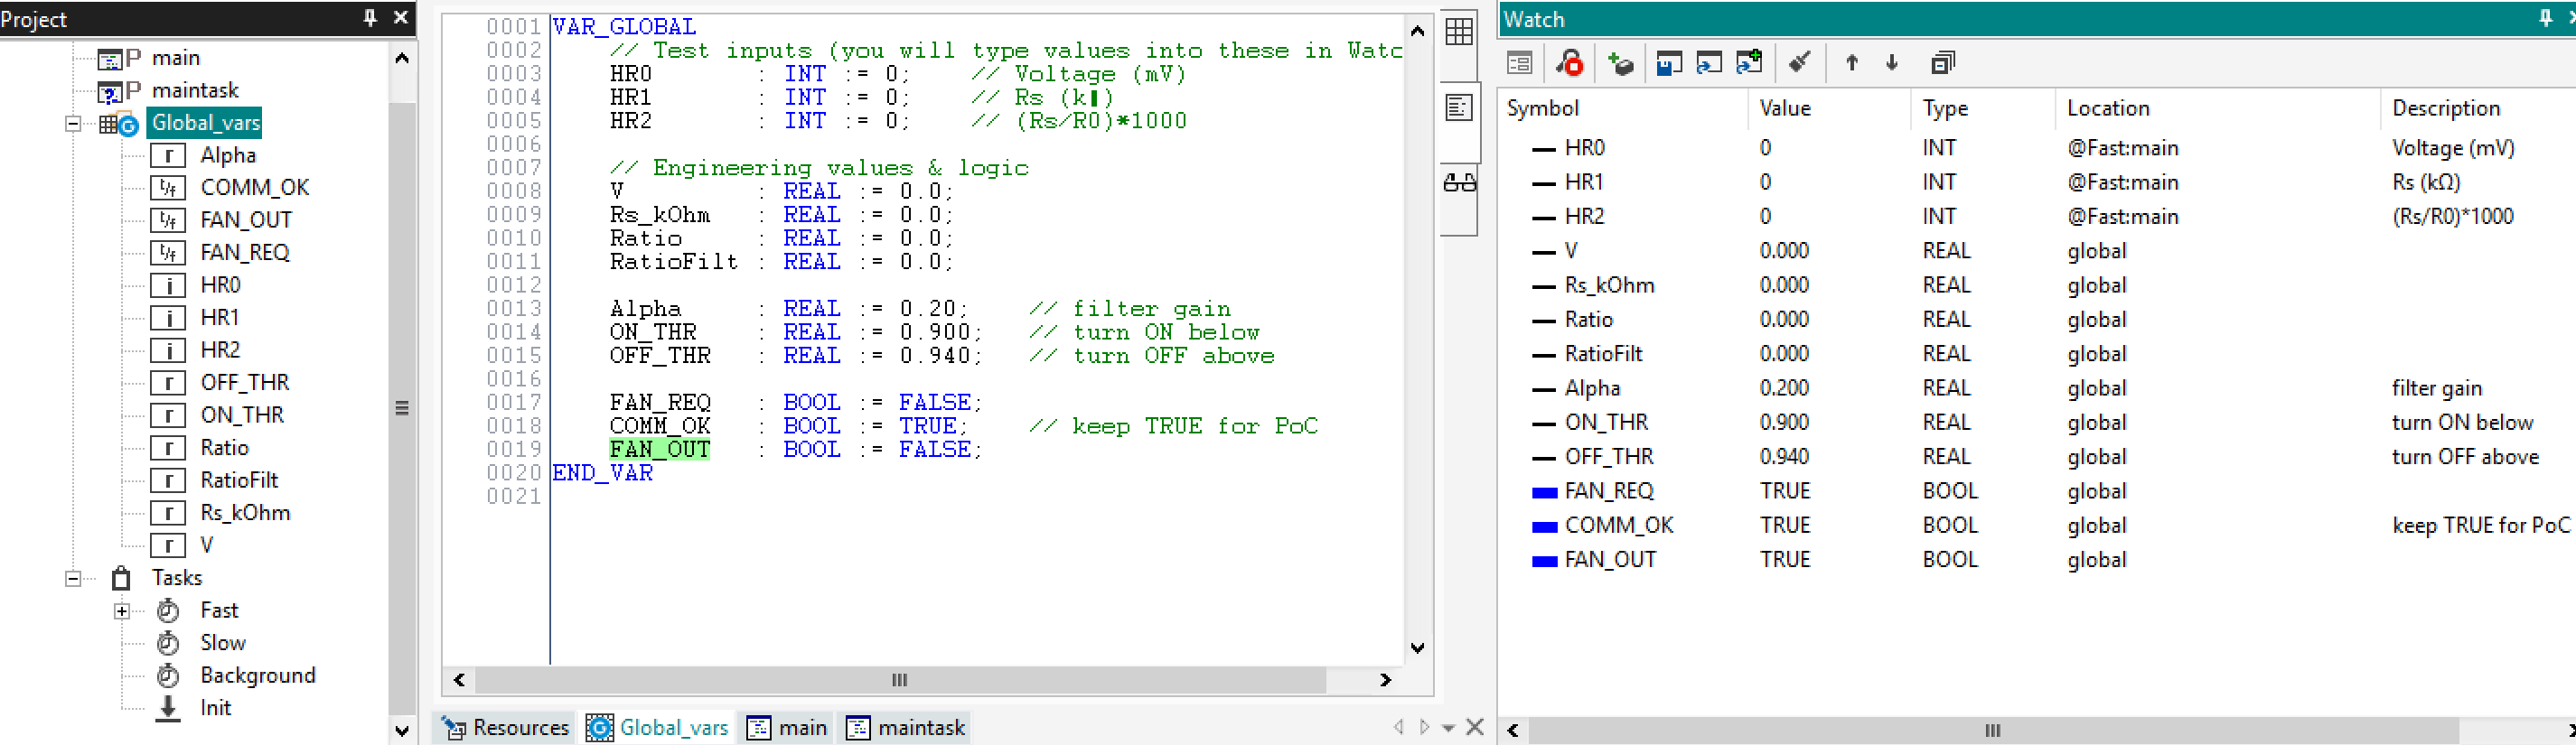 Project
main
maintask
Global_vars
Alpha
COMM_OK
FAN_OUT
FAN_REQ
HR0
HR1
HR2
OFF_THR
ON_THR
Ratio
RatioFilt
Rs_kOhm
V
Tasks
Fast
Slow
Background
Init
0001 VAR_GLOBAL
0002 // Test inputs (you will type values into these in Watc
0003 HR0 : INT := 0; // Voltage (mV)
0004 HR1 : INT := 0; // Rs (k▮)
0005 HR2 : INT := 0; // (Rs/R0)*1000
0006
0007 // Engineering values & logic
0008 V : REAL := 0.0;
0009 Rs_kOhm : REAL := 0.0;
0010 Ratio : REAL := 0.0;
0011 RatioFilt : REAL := 0.0;
0012
0013 Alpha : REAL := 0.20; // filter gain
0014 ON_THR : REAL := 0.900; // turn ON below
0015 OFF_THR : REAL := 0.940; // turn OFF above
0016
0017 FAN_REQ : BOOL := FALSE;
0018 COMM_OK : BOOL := TRUE; // keep TRUE for PoC
0019 FAN_OUT : BOOL := FALSE;
0020 END_VAR
0021
Resources Global_vars main maintask
Watch
Symbol Value Type Location Description
HR0 0 INT @Fast:main Voltage (mV)
HR1 0 INT @Fast:main Rs (kΩ)
HR2 0 INT @Fast:main (Rs/R0)*1000
V 0.000 REAL global
Rs_kOhm 0.000 REAL global
Ratio 0.000 REAL global
RatioFilt 0.000 REAL global
Alpha 0.200 REAL global filter gain
ON_THR 0.900 REAL global turn ON below
OFF_THR 0.940 REAL global turn OFF above
FAN_REQ TRUE BOOL global
COMM_OK TRUE BOOL global keep TRUE for PoC
FAN_OUT TRUE BOOL global